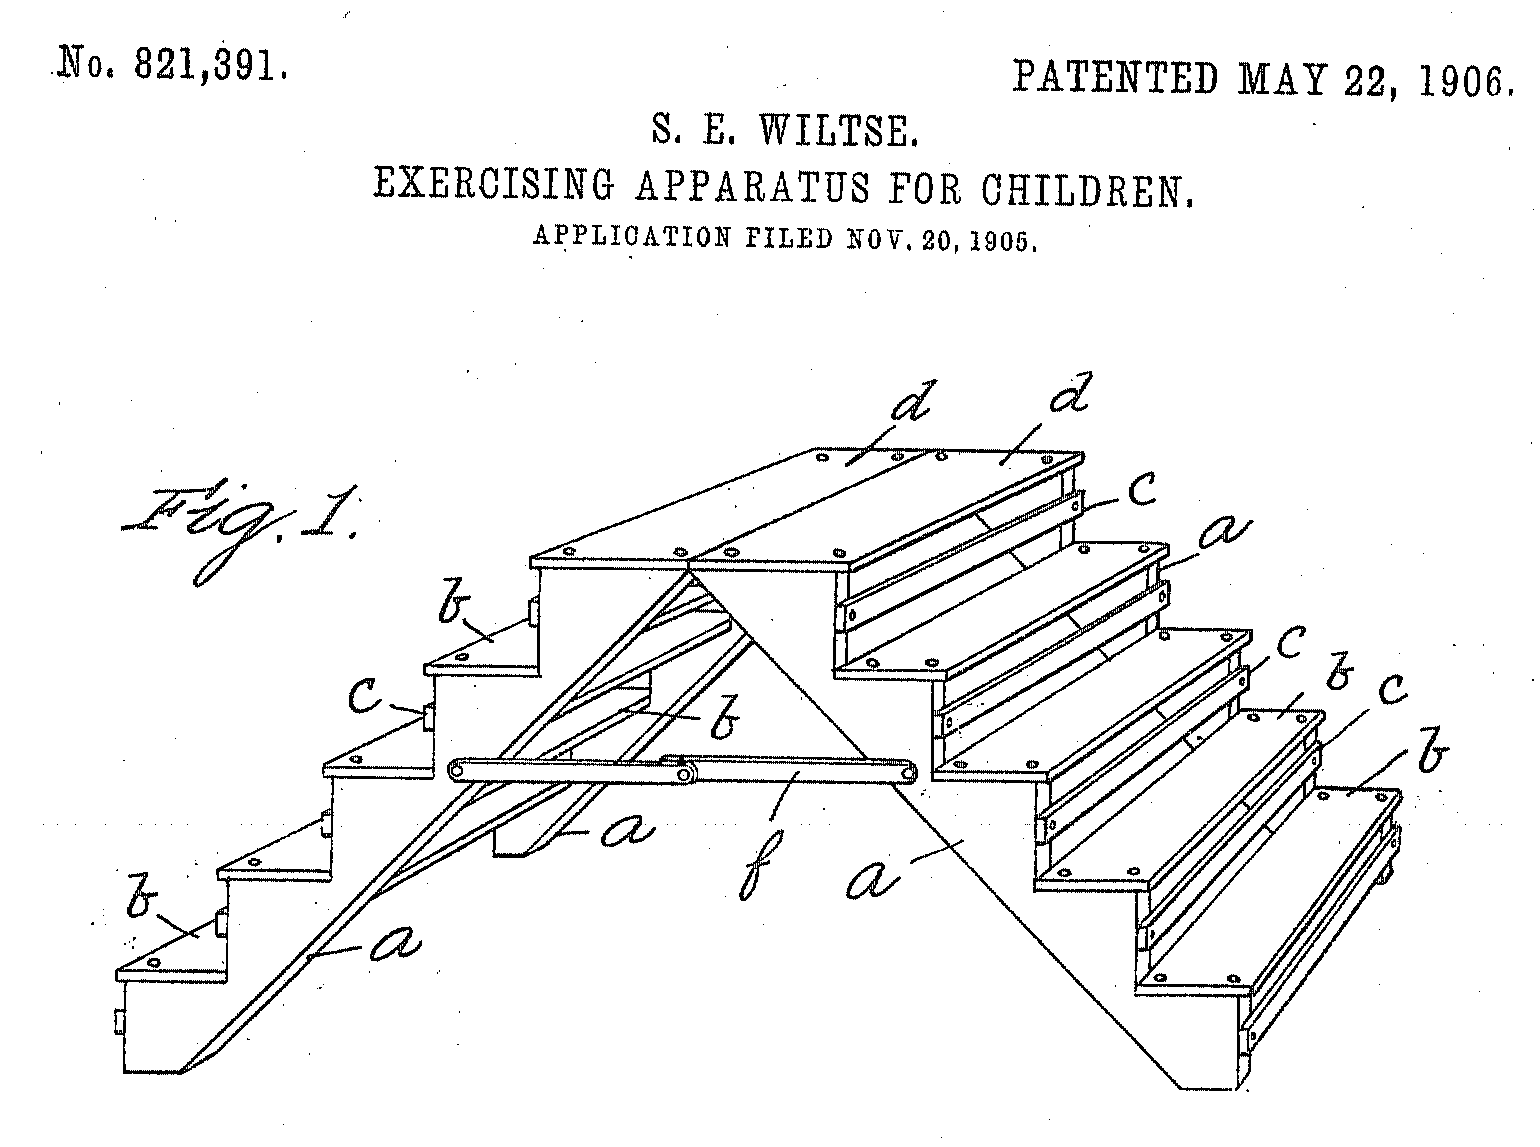 No. 821,391.
PATENTED MAY 22, 1906.
S. E. WILTSE.
EXERCISING APPARATUS FOR CHILDREN.
APPLICATION FILED NOV. 20, 1905.
d d
Fig. 1.
c
a
b
c
b
c
c
b
b
a
f
a
b
a